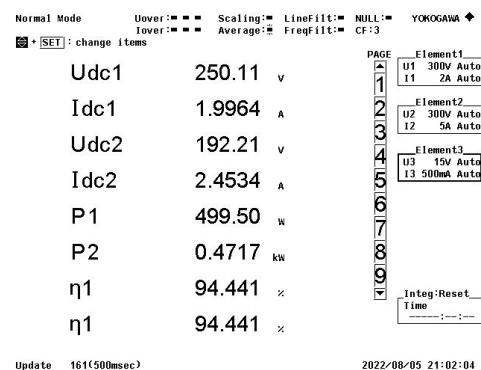 Normal Mode Uover: Scaling: LineFilt: NULL: YOKOGAWA
Iover: Average: FreqFilt: CF:3
+ SET : change items
PAGE
Udc1 250.11 V
Idc1 1.9964 A
Udc2 192.21 V
Idc2 2.4534 A
P1 499.50 W
P2 0.4717 kW
η1 94.441 %
η1 94.441 %
1
2
3
4
5
6
7
8
9
Element1
U1 300V Auto
I1 2A Auto
Element2
U2 300V Auto
I2 5A Auto
Element3
U3 15V Auto
I3 500mA Auto
Integ:Reset
Time
-----:--:--
Update 161(500msec) 2022/08/05 21:02:04